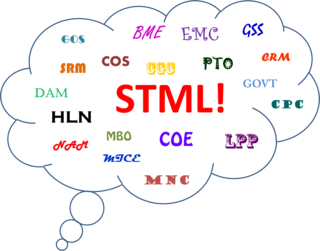 BME
EMC
GSS
GOS
COS
PTO
CRM
SRM
GGG
GOVT
DAM
STML!
CPC
HLN
NAM
MBO
COE
LPP
MICE
MNC